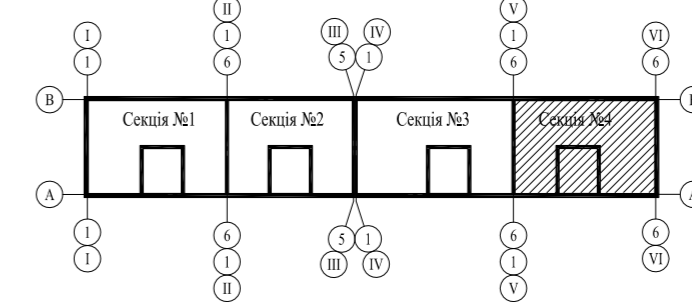 II
V
I 1 III IV 1 VI
1 6 5 1 6 6
В
Секція №1 Секція №2 Секція №3 Секція №4
А
1 6 5 1 6 6
I 1 III IV 1 VI
II V